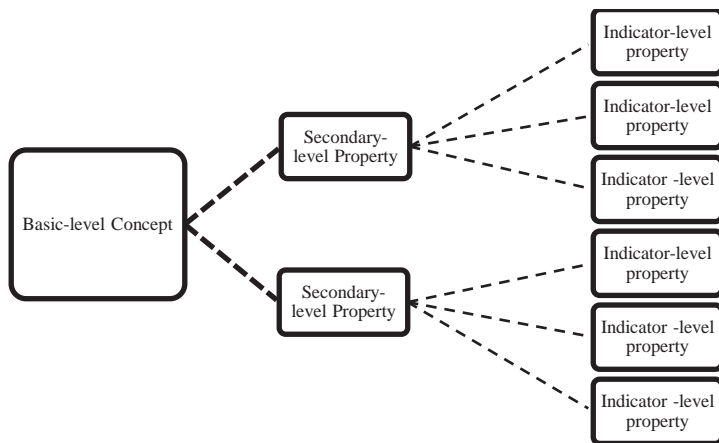 Basic-level Concept
Secondary-
level Property
Secondary-
level Property
Indicator-level
property
Indicator-level
property
Indicator -level
property
Indicator-level
property
Indicator -level
property
Indicator -level
property